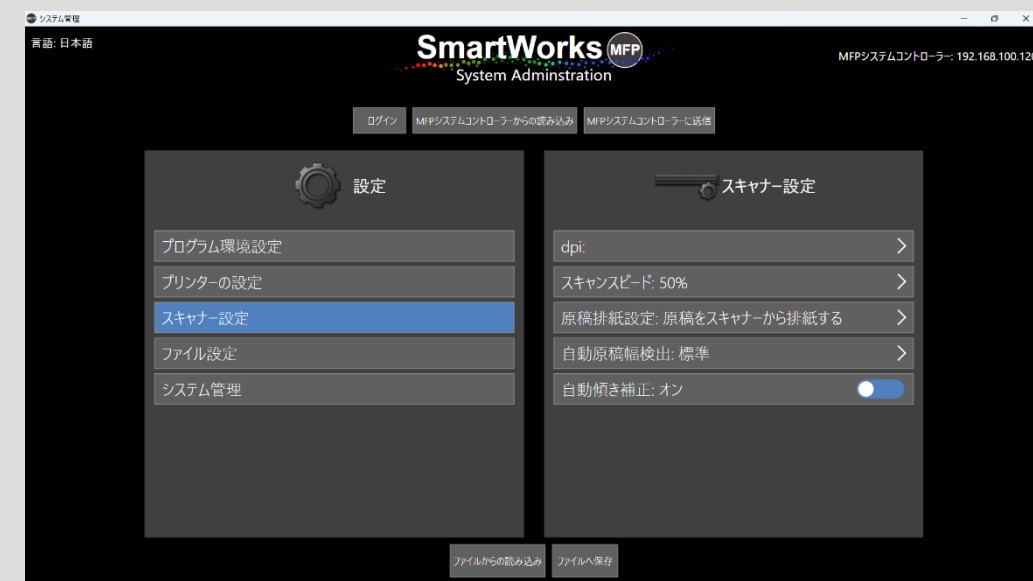 システム管理
言語: 日本語
SmartWorks MFP
System Adminstration
MFPシステムコントローラー: 192.168.100.120
ログイン
MFPシステムコントローラーからの読み込み
MFPシステムコントローラーに送信
設定
プログラム環境設定
プリンターの設定
スキャナー設定
ファイル設定
システム管理
スキャナー設定
dpi:
スキャンスピード: 50%
原稿排紙設定: 原稿をスキャナーから排紙する
自動原稿幅検出: 標準
自動傾き補正: オン
ファイルからの読み込み
ファイルへ保存